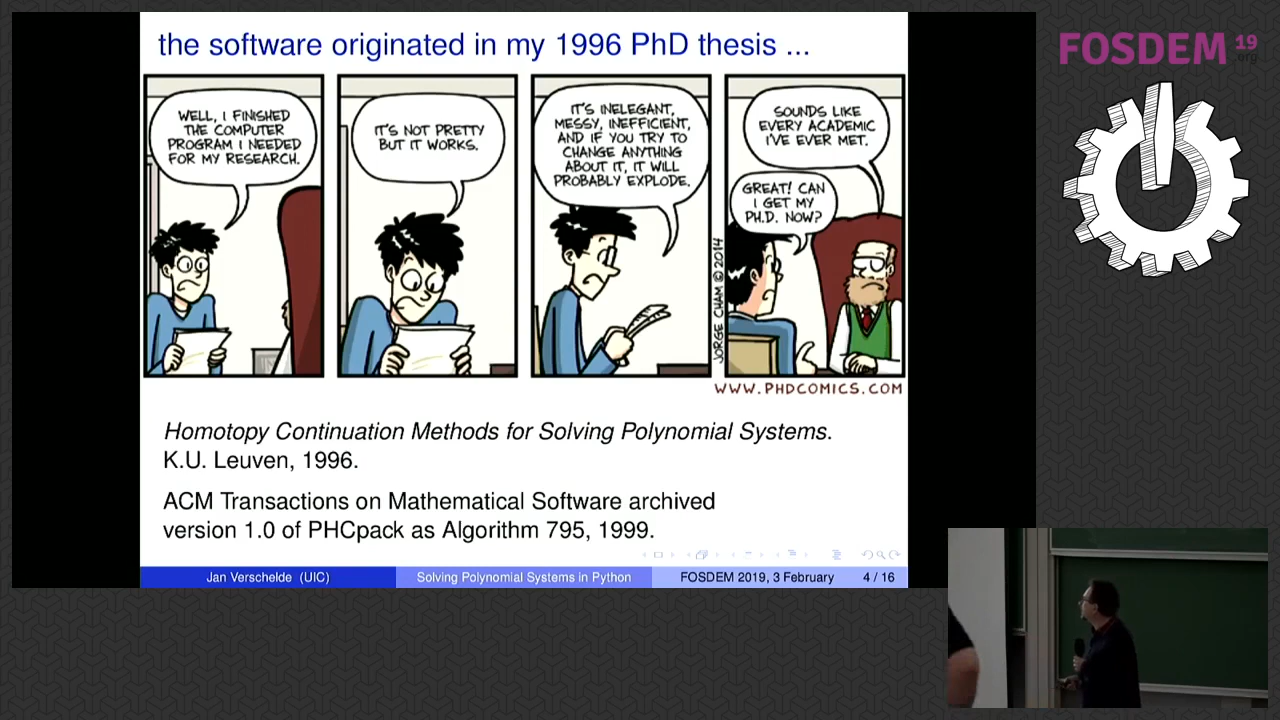 the software originated in my 1996 PhD thesis ...
WELL, I FINISHED
THE COMPUTER
PROGRAM I NEEDED
FOR MY RESEARCH.
IT'S NOT PRETTY
BUT IT WORKS.
IT'S INELEGANT,
MESSY, INEFFICIENT,
AND IF YOU TRY TO
CHANGE ANYTHING
ABOUT IT, IT WILL
PROBABLY EXPLODE.
SOUNDS LIKE
EVERY ACADEMIC
I'VE EVER MET.
GREAT! CAN
I GET MY
PH.D. NOW?
JORGE CHAM © 2014
WWW.PHDCOMICS.COM
Homotopy Continuation Methods for Solving Polynomial Systems.
K.U. Leuven, 1996.
ACM Transactions on Mathematical Software archived
version 1.0 of PHCpack as Algorithm 795, 1999.
Jan Verschelde (UIC)
Solving Polynomial Systems in Python
FOSDEM 2019, 3 February
4 / 16
FOSDEM 19
.org